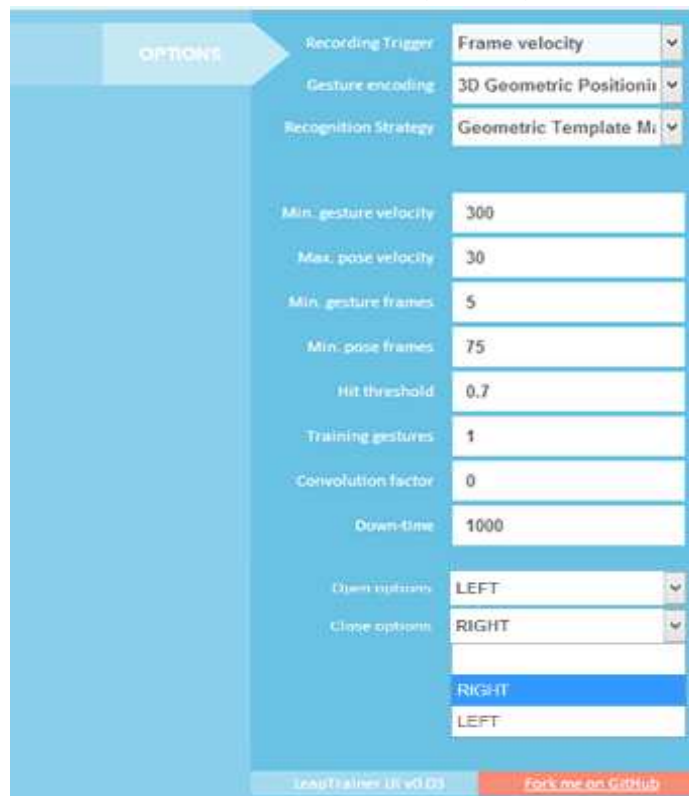 OPTIONS
Recording Trigger Frame velocity
Gesture encoding 3D Geometric Positionin
Recognition Strategy Geometric Template Ma
Min. gesture velocity 300
Max. pose velocity 30
Min. gesture frames 5
Min. pose frames 75
Hit threshold 0.7
Training gestures 1
Convolution factor 0
Down-time 1000
Open options LEFT
Close options RIGHT
RIGHT
LEFT
LeapTrainer UI v0.03 Fork me on GitHub